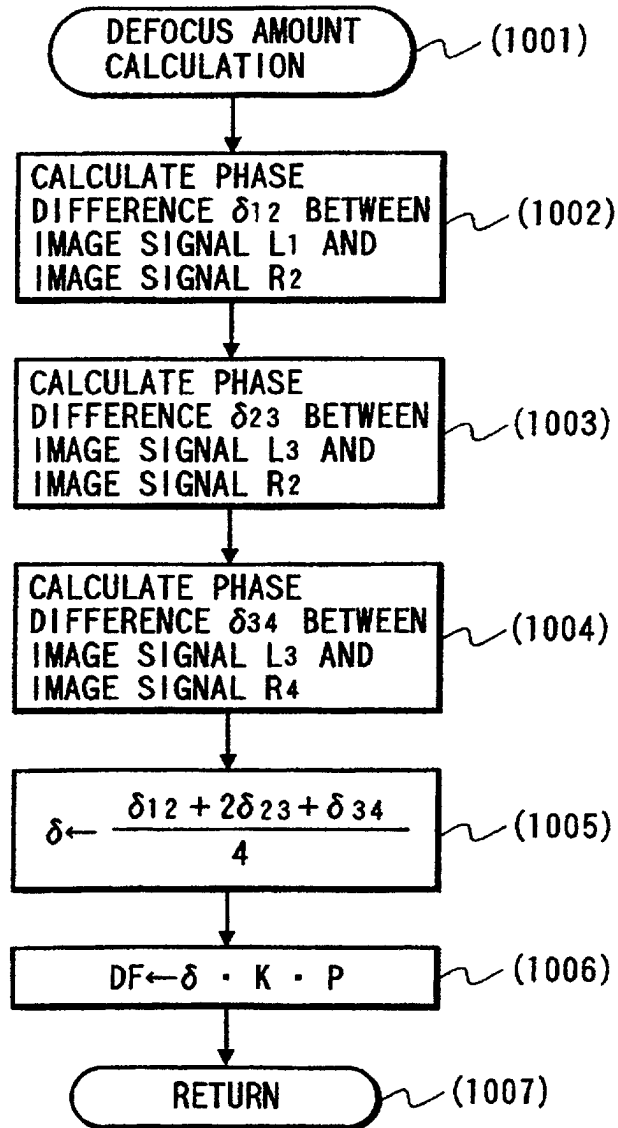 DEFOCUS AMOUNT
CALCULATION
(1001)
CALCULATE PHASE
DIFFERENCE δ12 BETWEEN
IMAGE SIGNAL L1 AND
IMAGE SIGNAL R2
(1002)
CALCULATE PHASE
DIFFERENCE δ23 BETWEEN
IMAGE SIGNAL L3 AND
IMAGE SIGNAL R2
(1003)
CALCULATE PHASE
DIFFERENCE δ34 BETWEEN
IMAGE SIGNAL L3 AND
IMAGE SIGNAL R4
(1004)
δ12 + 2δ23 + δ34
δ←
4
(1005)
DF←δ · K · P
(1006)
RETURN
(1007)